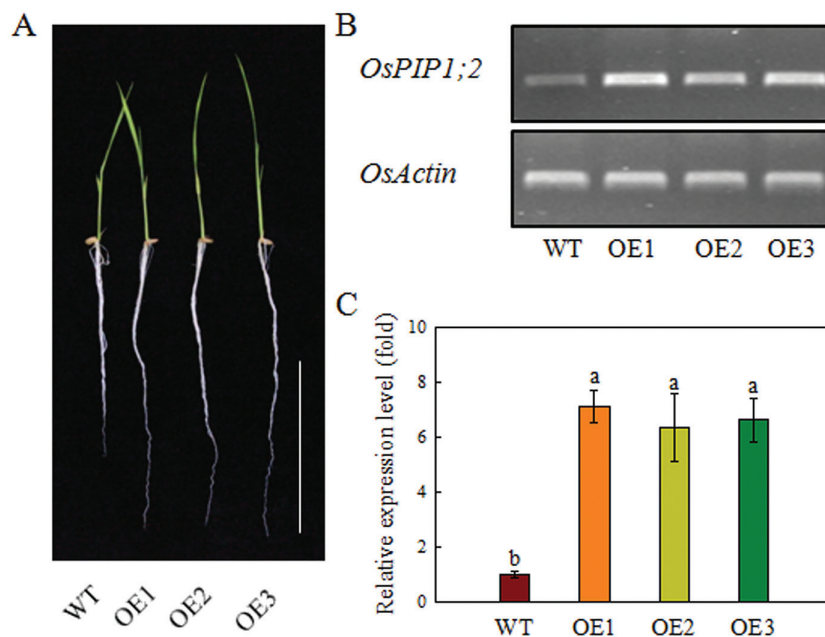 A
WT OE1 OE2 OE3
B
OsPIP1;2
OsActin
WT OE1 OE2 OE3
C
Relative expression level (fold)
10
8
6
4
2
0
b
a
a
a
WT OE1 OE2 OE3